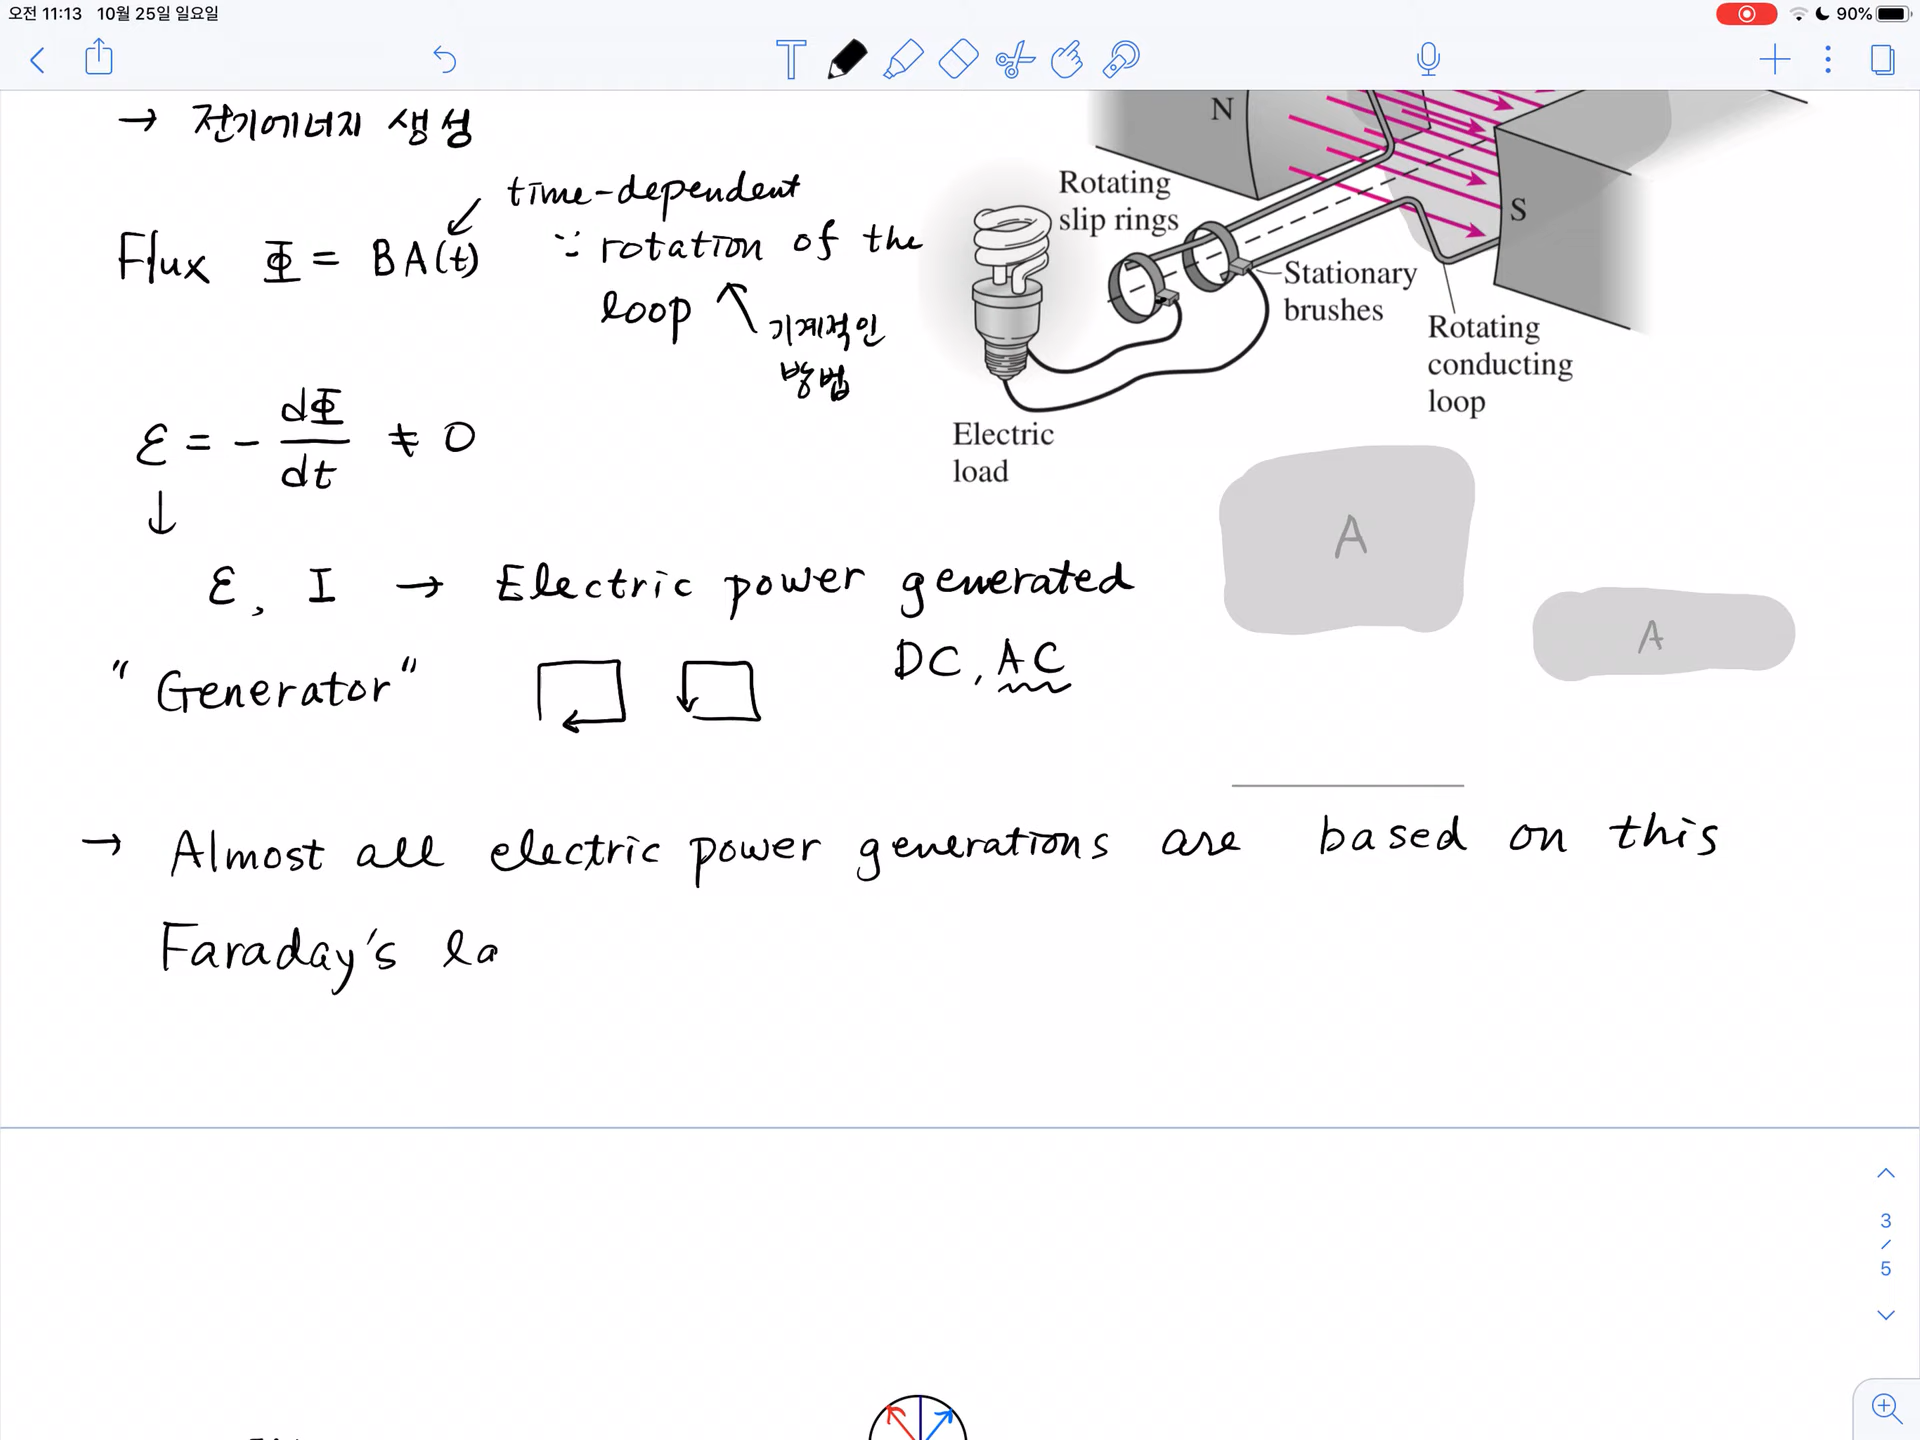 오전 11:13 10월 25일 일요일
90%
→ 전기에너지 생성
time-dependent
Flux Φ = BA(t) ∵ rotation of the
loop
기계적인
방법
ε = - dΦ/dt ≠ 0
ε, I → Electric power generated
DC, AC
"Generator"
→ Almost all electric power generations are based on this
Faraday's la
N
S
Rotating
slip rings
Stationary
brushes
Rotating
conducting
loop
Electric
load
A
A
3
/
5